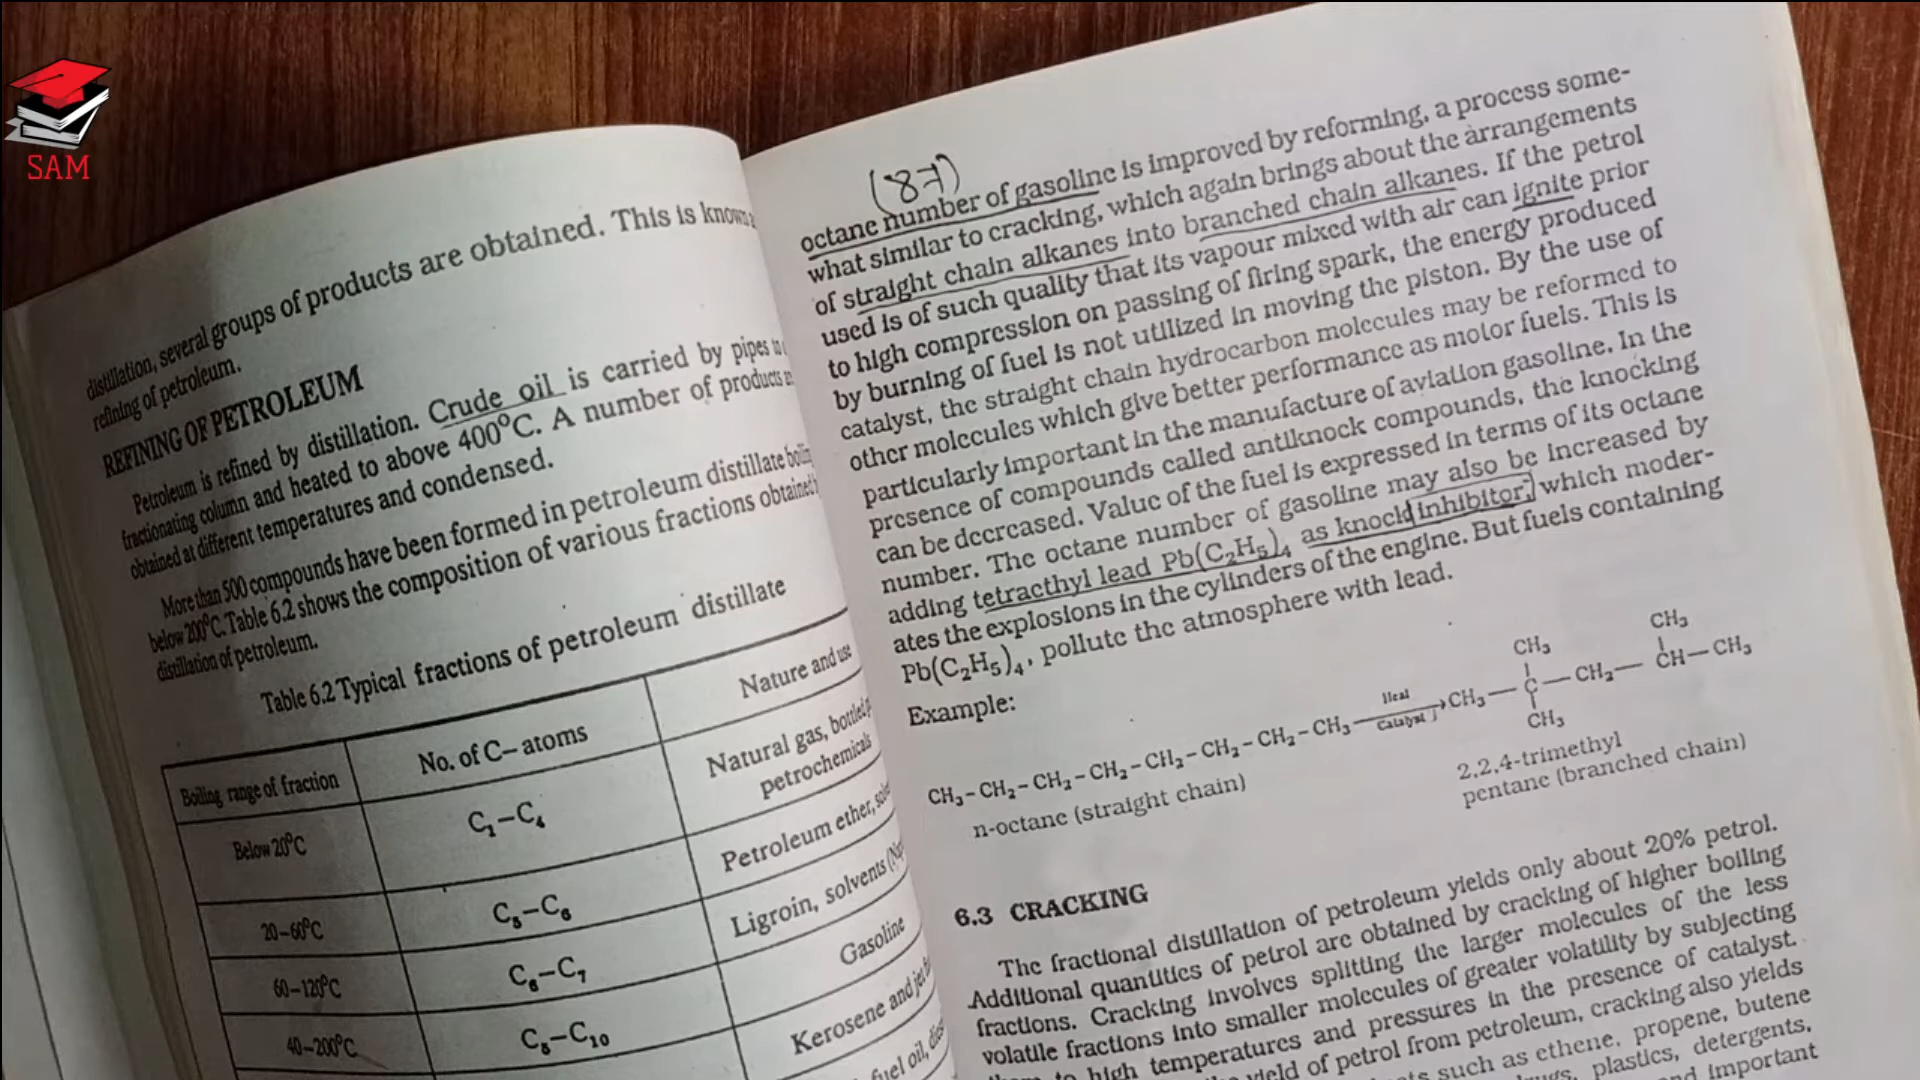 SAM
distillation, several groups of products are obtained. This is known
refining of petroleum.
REFINING OF PETROLEUM
Petroleum is refined by distillation. Crude oil is carried by pipes
fractionating column and heated to above 400°C. A number of products
obtained at different temperatures and condensed.
More than 500 compounds have been formed in petroleum distillate
below 200°C. Table 6.2 shows the composition of various fractions obtained
distillation of petroleum.
Table 6.2 Typical fractions of petroleum distillate
Boiling range of fraction No. of C-atoms Nature and use
Below 20°C C₁-C₄ Natural gas, bottled
petrochemicals
20-60°C C₅-C₆ Petroleum ether,
60-120°C C₆-C₇ Ligroin, solvents
40-200°C C₅-C₁₀ Gasoline
Kerosene and jet
fuel oil,
(87)
octane number of gasoline is improved by reforming, a process some-
what similar to cracking, which again brings about the arrangements
of straight chain alkanes into branched chain alkanes. If the petrol
used is of such quality that its vapour mixed with air can ignite prior
to high compression on passing of firing spark, the energy produced
by burning of fuel is not utilized in moving the piston. By the use of
catalyst, the straight chain hydrocarbon molecules may be reformed to
other molecules which give better performance as motor fuels. This is
particularly important in the manufacture of aviation gasoline. In the
presence of compounds called antiknock compounds, the knocking
can be decreased. Value of the fuel is expressed in terms of its octane
number. The octane number of gasoline may also be increased by
adding tetraethyl lead Pb(C₂H₅)₄ as knock inhibitor, which moder-
ates the explosions in the cylinders of the engine. But fuels containing
Pb(C₂H₅)₄, pollute the atmosphere with lead.
Example:
CH₃ CH₃
CH₃-CH₂-CH₂-CH₂-CH₂-CH₂-CH₂-CH₃ Heat Catalyst CH₃-C-CH₂-CH-CH₃
CH₃
n-octane (straight chain) 2,2,4-trimethyl
pentane (branched chain)
6.3 CRACKING
The fractional distillation of petroleum yields only about 20% petrol.
Additional quantities of petrol are obtained by cracking of higher boiling
fractions. Cracking involves splitting the larger molecules of the less
volatile fractions into smaller molecules of greater volatility by subjecting
to high temperatures and pressures in the presence of catalyst.
yield of petrol from petroleum, cracking also yields
such as ethene, propene, butene
plastics, detergents,
important